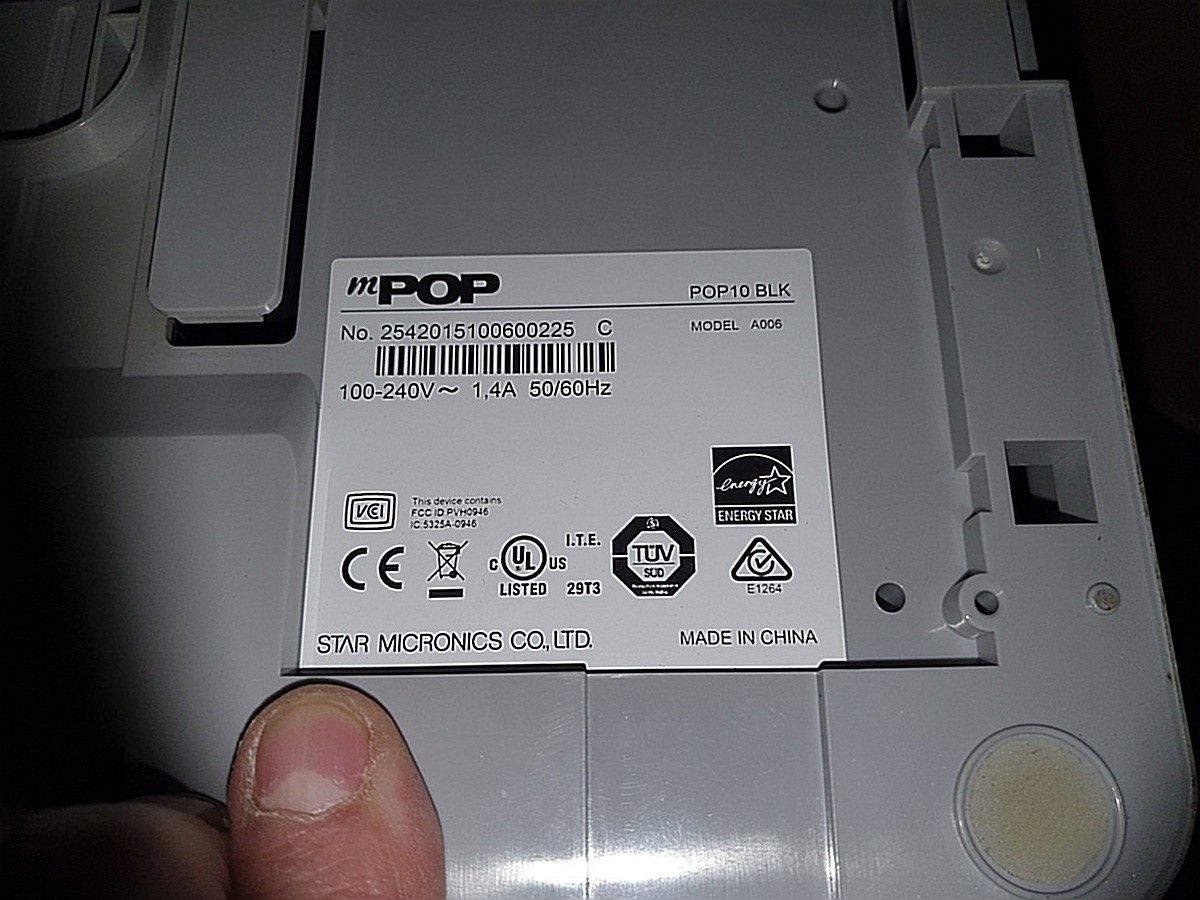 mPOP
POP10 BLK
No. 2542015100600225 C
MODEL A006
100-240V～ 1,4A 50/60Hz
VCI
This device contains
FCC ID:PVH0946
IC:5325A-0946
energy
ENERGY STAR
CE
C UL US
LISTED
I.T.E.
29T3
TÜV
SÜD
E1264
STAR MICRONICS CO., LTD.
MADE IN CHINA